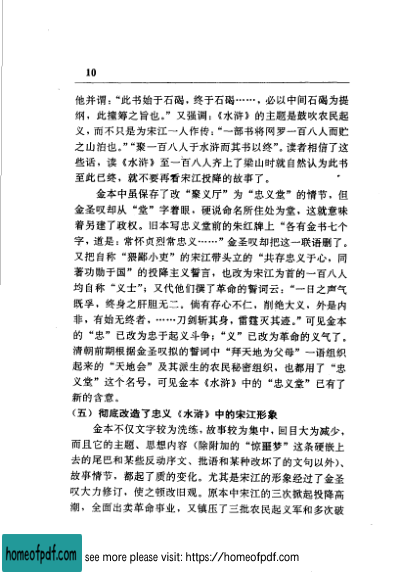 10
他并谓：“此书始于石碣，终于石碣……，必以中间石碣为提
纲，此撞筹之旨也。”又强调：《水浒》的主题是鼓吹农民起
义，而不只是为宋江一人作传：“一部书将网罗一百八人而贮
之山泊也。”“聚一百八人于水浒而其书以终”。读者相信了这
些话，读《水浒》至一百八人齐上了梁山时就自然认为此书
至此已终，就不要再看宋江投降的故事了。
金本中虽保存了改“聚义厅”为“忠义堂”的情节，但
金圣叹却从“堂”字着眼，硬说命名所住处为堂，这就意味
着另建了政权。旧本写忠义堂前的朱红牌上“各有金书七个
字，道是：常怀贞烈常忠义……”金圣叹却把这一联语删了。
又把自称“猥鄙小吏”的宋江带头立的“共存忠义于心，同
著功勋于国”的投降主义誓言，也改为宋江为首的一百八人
均自称“义士”；又代他们撰了革命的誓词云：“一日之声气
既孚，终身之肝胆无二，倘有存心不仁，削绝大义，外是内
非，有始无终者，……刀剑斩其身，雷霆灭其迹。”可见金本
的“忠”已改为忠于起义斗争；“义”已改为革命的义气了。
清朝前期根据金圣叹拟的誓词中“拜天地为父母”一语组织
起来的“天地会”及其派生的农民秘密组织，也都用了“忠
义堂”这个名号，可见金本《水浒》中的“忠义堂”已有了
新的含意。
（五）彻底改造了忠义《水浒》中的宋江形象
金本不仅文字较为洗练，故事较为集中，回目大为减少，
而且它的主题、思想内容（除附加的“惊噩梦”这条硬嵌上
去的尾巴和某些反动序文、批语和某种改坏了的文句以外）、
故事情节，都起了质的变化。尤其是宋江的形象经过了金圣
叹大力修订，使之顿改旧观。原本中宋江的三次掀起投降高
潮，全面出卖革命事业，又镇压了三批农民起义军和多次破
homeofpdf.com
see more please visit: https://homeofpdf.com